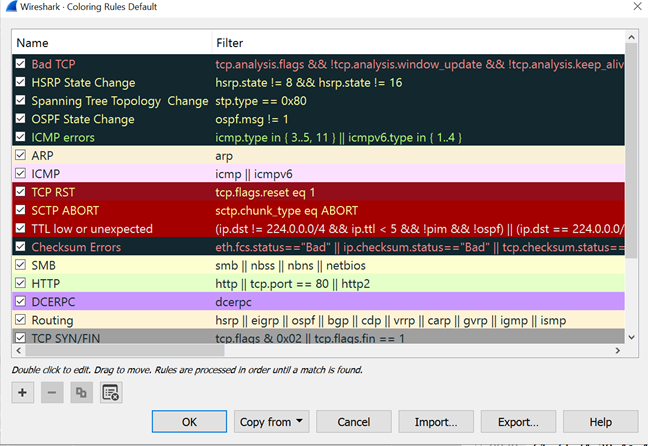 Wireshark · Coloring Rules Default
Name Filter
Bad TCP tcp.analysis.flags && !tcp.analysis.window_update && !tcp.analysis.keep_aliv
HSRP State Change hsrp.state != 8 && hsrp.state != 16
Spanning Tree Topology Change stp.type == 0x80
OSPF State Change ospf.msg != 1
ICMP errors icmp.type in { 3..5, 11 } || icmpv6.type in { 1..4 }
ARP arp
ICMP icmp || icmpv6
TCP RST tcp.flags.reset eq 1
SCTP ABORT sctp.chunk_type eq ABORT
TTL low or unexpected (ip.dst != 224.0.0.0/4 && ip.ttl < 5 && !pim && !ospf) || (ip.dst == 224.0.0.0/
Checksum Errors eth.fcs.status=="Bad" || ip.checksum.status=="Bad" || tcp.checksum.status==
SMB smb || nbss || nbns || netbios
HTTP http || tcp.port == 80 || http2
DCERPC dcerpc
Routing hsrp || eigrp || ospf || bgp || cdp || vrrp || carp || gvrp || igmp || ismp
TCP SYN/FIN tcp.flags & 0x02 || tcp.flags.fin == 1
Double click to edit. Drag to move. Rules are processed in order until a match is found.
OK Copy from Cancel Import... Export... Help